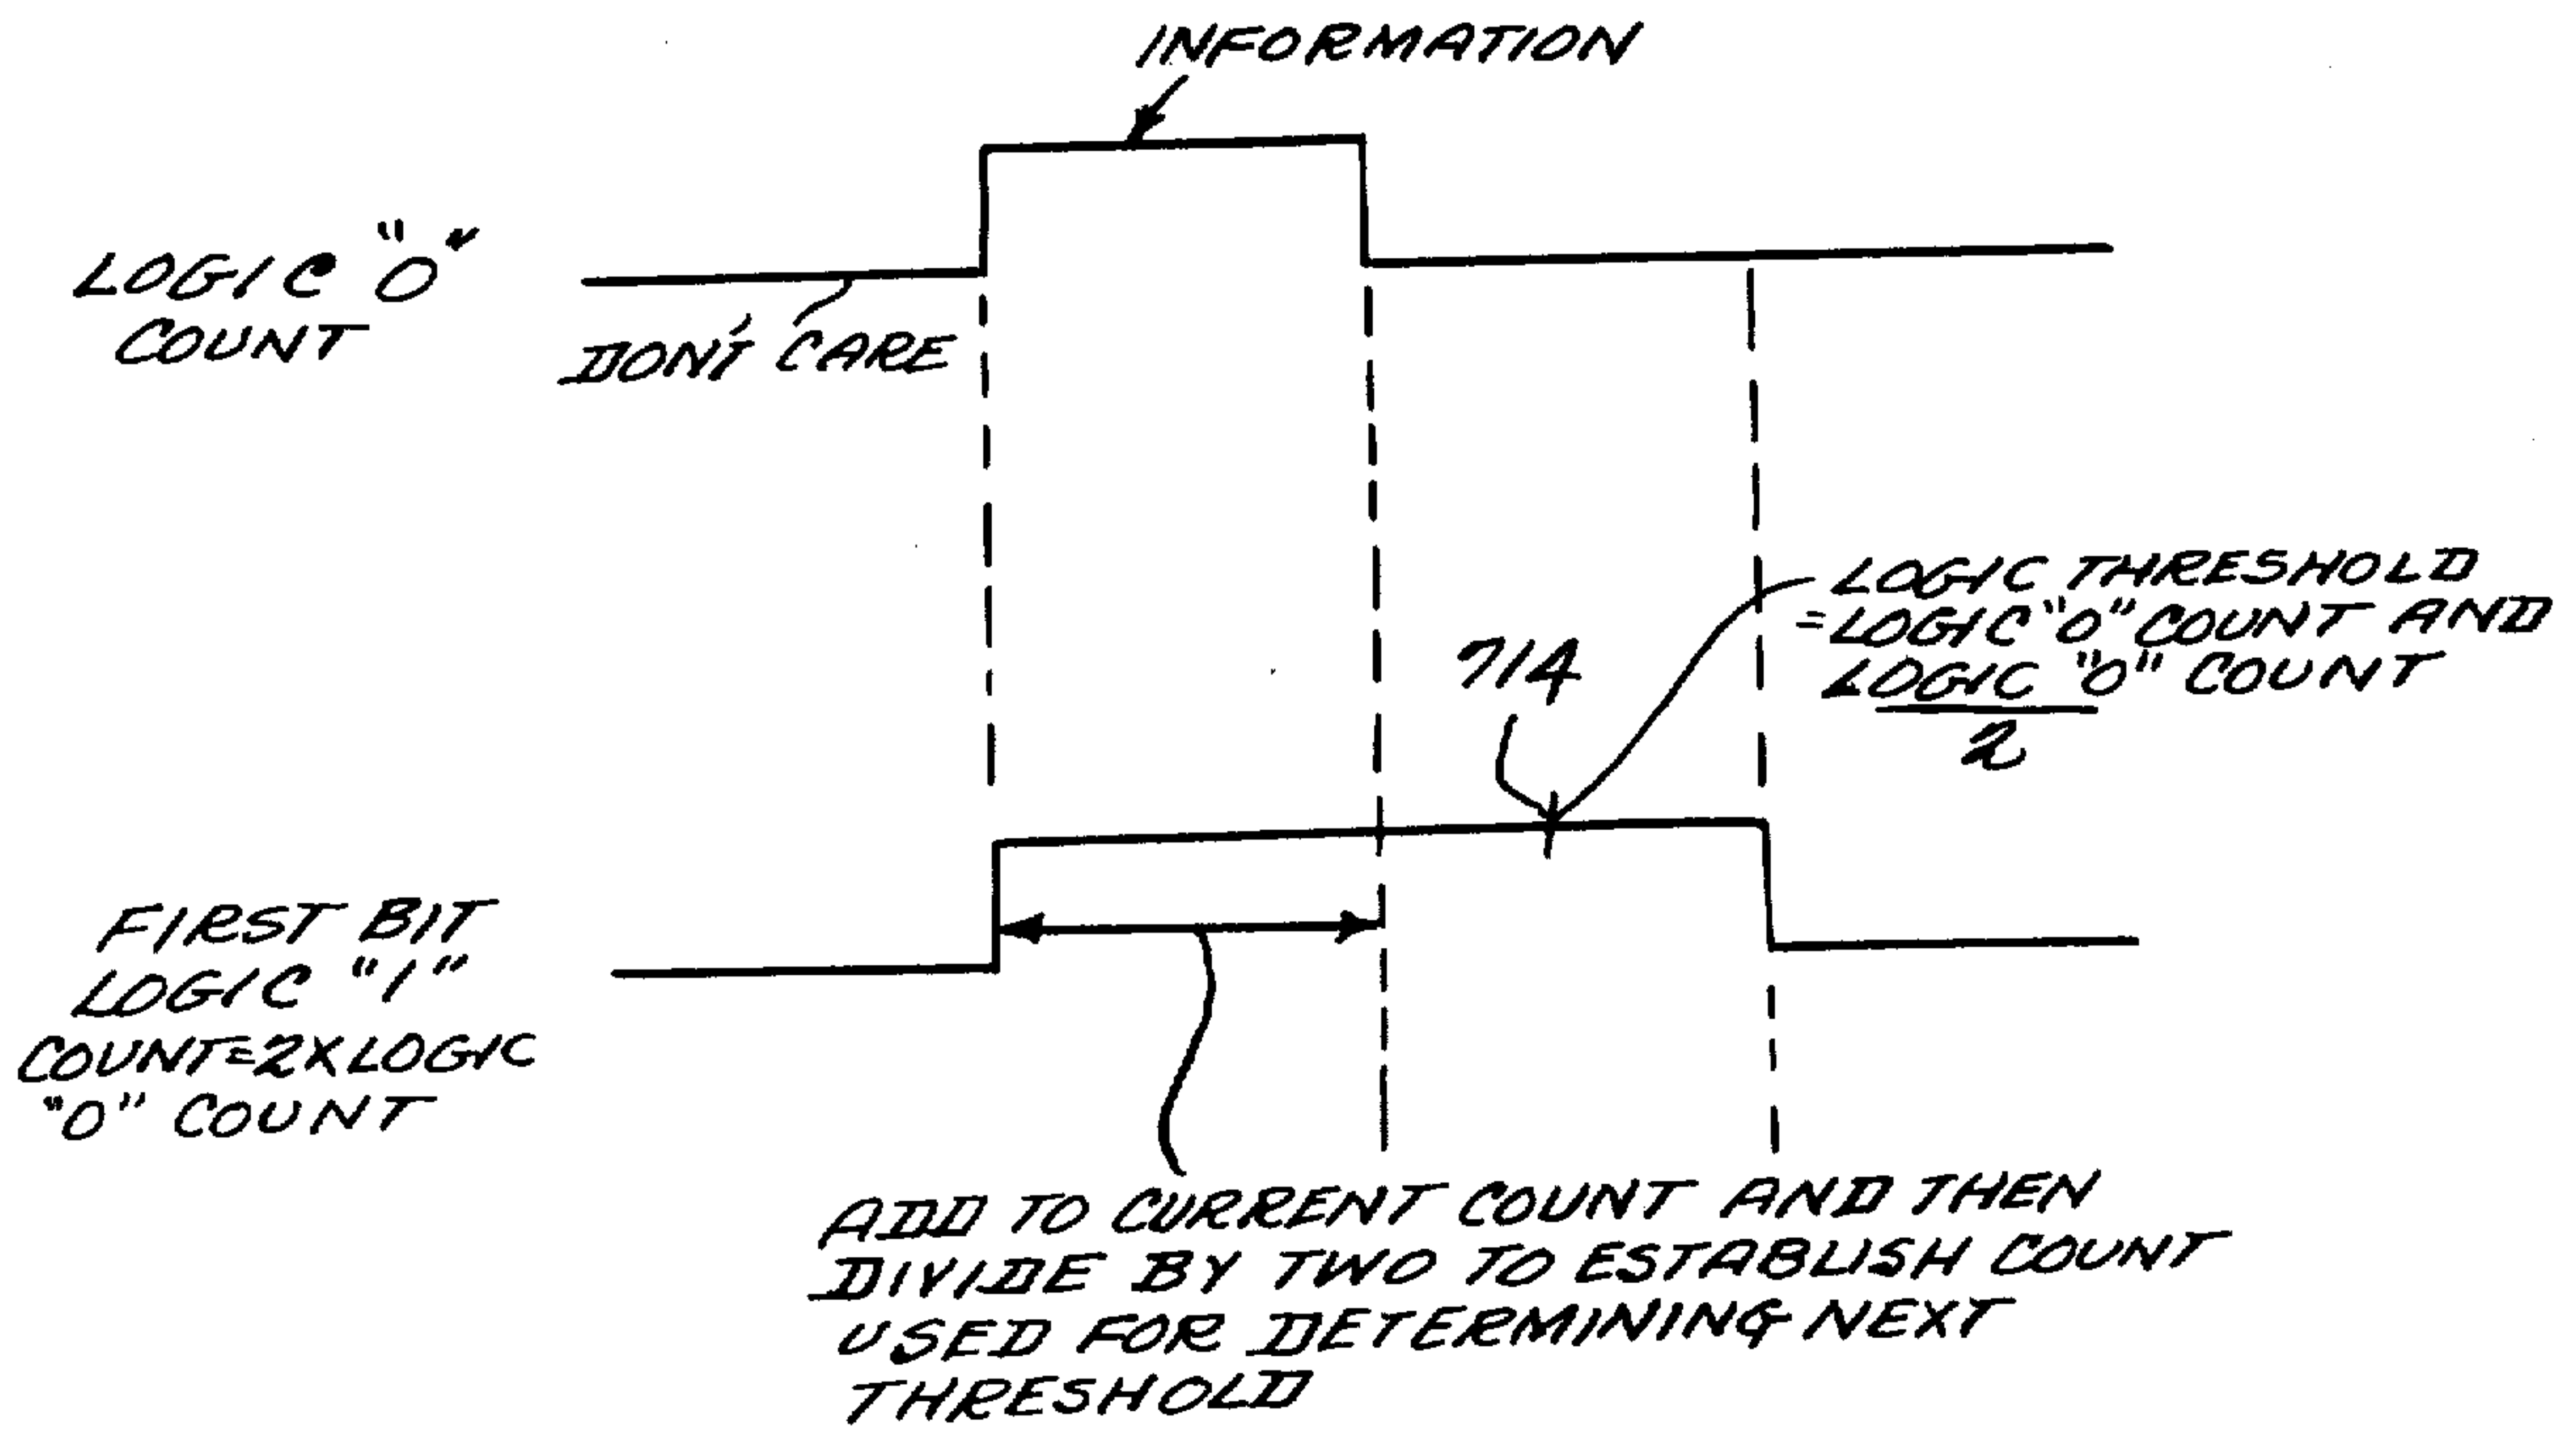 INFORMATION
LOGIC "0"
COUNT
DON'T CARE
LOGIC THRESHOLD
=LOGIC "0" COUNT AND
LOGIC "0" COUNT
2
714
FIRST BIT
LOGIC "1"
COUNT=2XLOGIC
"0" COUNT
ADD TO CURRENT COUNT AND THEN
DIVIDE BY TWO TO ESTABLISH COUNT
USED FOR DETERMINING NEXT
THRESHOLD